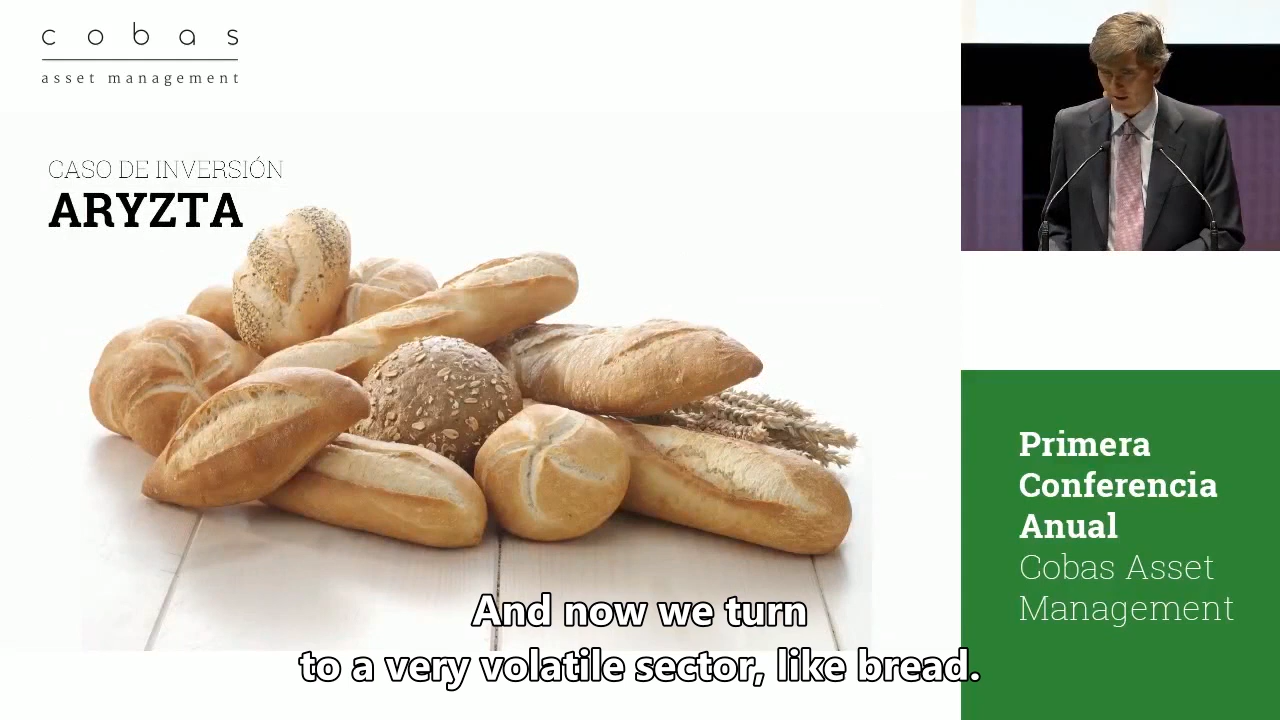 cobas
asset management
CASO DE INVERSIÓN
ARYZTA
Primera
Conferencia
Anual
Cobas Asset
Management
And now we turn
to a very volatile sector, like bread.